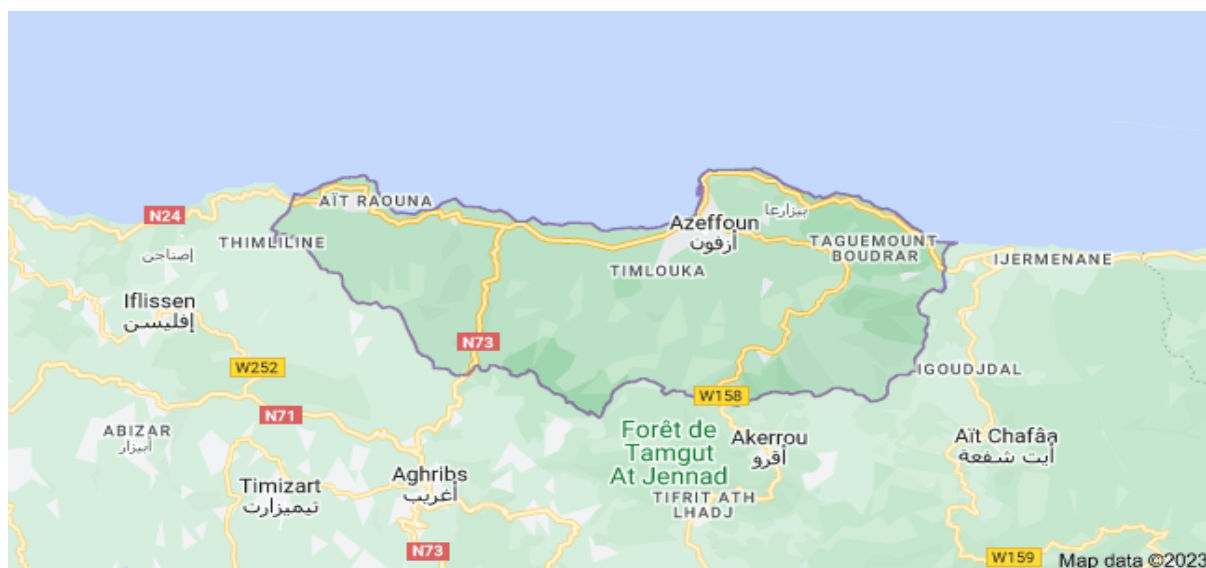 AÏT RAOUNA
N24
بيزارعا
Azeffoun
أزفون
THIMLILINE
TAGUEMOUNT
BOUDRAR
إصناجن
IJERMENANE
TIMLOUKA
Iflissen
إفليسن
N73
W252
IGOUDJDAL
W158
N71
ABIZAR
أبيزار
Forêt de
Tamgut
At Jennad
Akerrou
أقرو
Aït Chafâa
أيت شفعة
Aghribs
أغريب
Timizart
تيميزارت
TIFRIT ATH
LHADJ
N73
W159
Map data ©2023